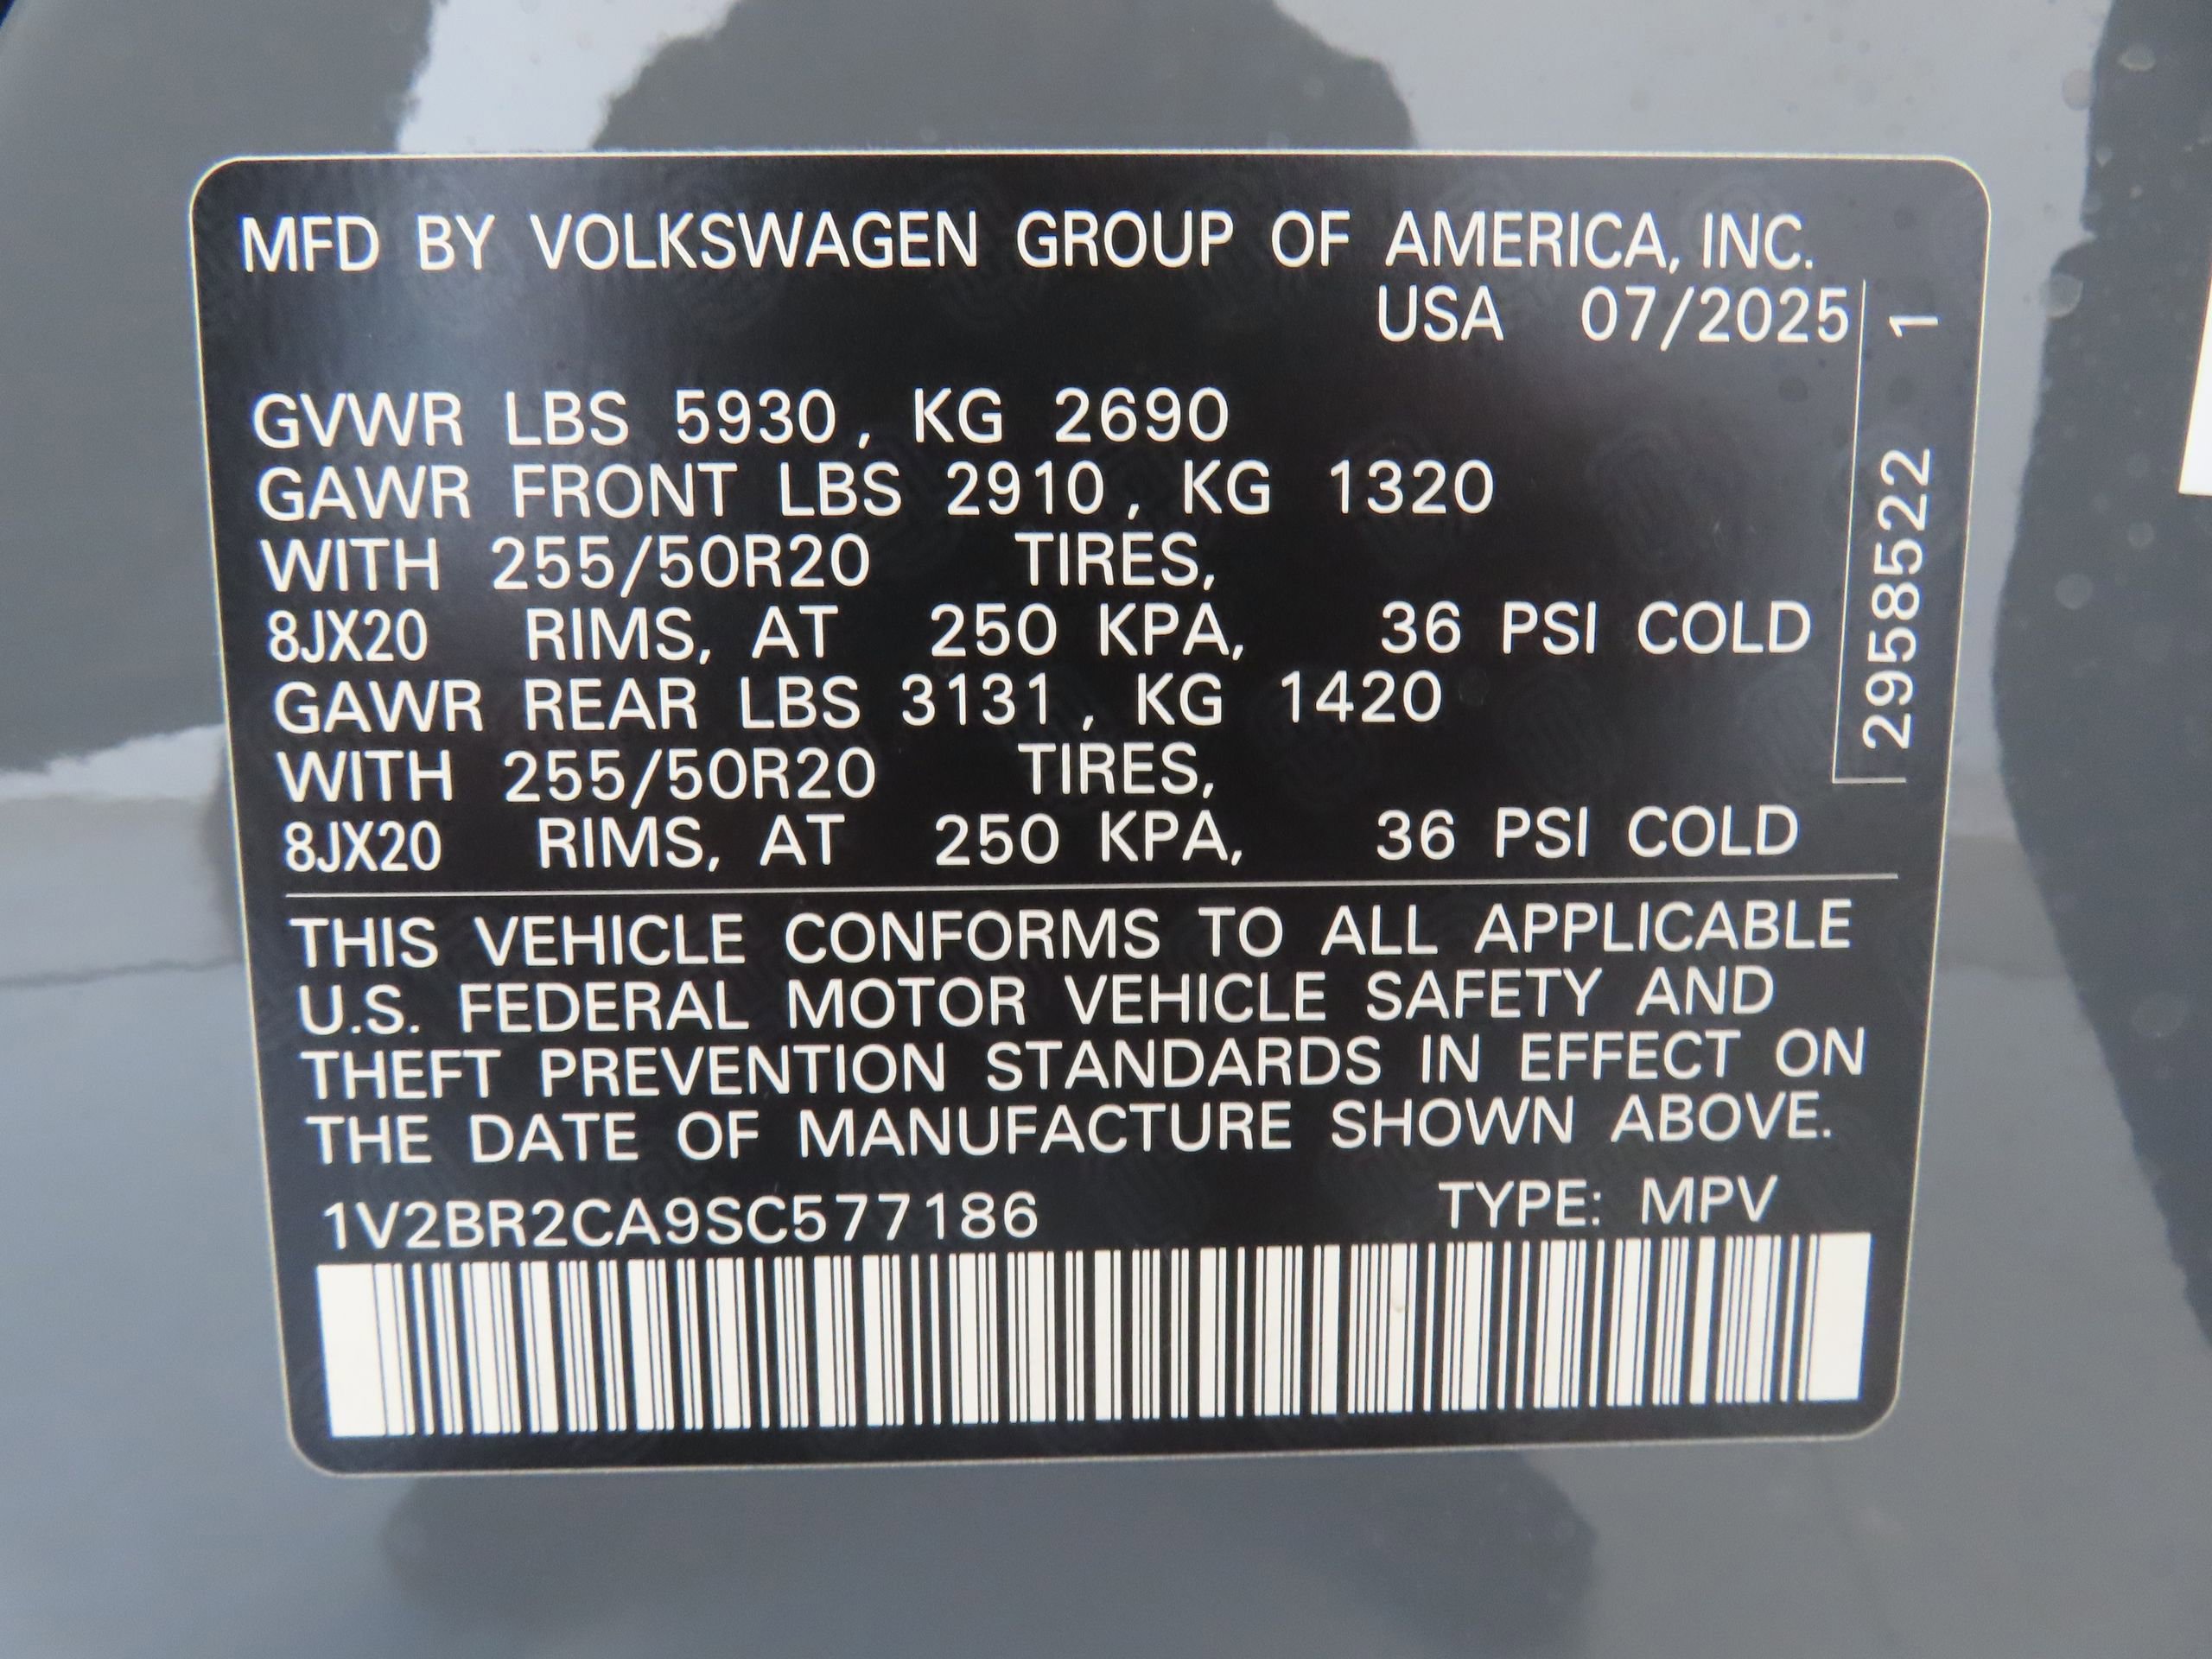 MFD BY VOLKSWAGEN GROUP OF AMERICA, INC.
USA 07/2025
GVWR LBS 5930, KG 2690
GAWR FRONT LBS 2910, KG 1320
WITH 255/50R20 TIRES,
8JX20 RIMS, AT 250 KPA, 36 PSI COLD
GAWR REAR LBS 3131, KG 1420
WITH 255/50R20 TIRES,
8JX20 RIMS, AT 250 KPA, 36 PSI COLD
2958522 1
THIS VEHICLE CONFORMS TO ALL APPLICABLE
U.S. FEDERAL MOTOR VEHICLE SAFETY AND
THEFT PREVENTION STANDARDS IN EFFECT ON
THE DATE OF MANUFACTURE SHOWN ABOVE.
1V2BR2CA9SC577186 TYPE: MPV